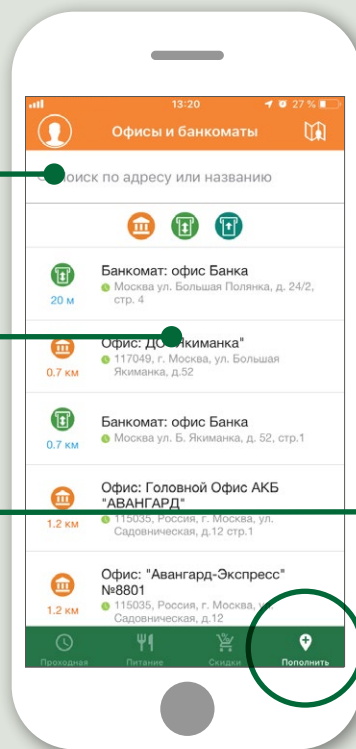 13:20
27 %
Офисы и банкоматы
Поиск по адресу или названию
Банкомат: офис Банка
Москва ул. Большая Полянка, д. 24/2,
стр. 4
20 м
Офис: ДО "Якиманка"
117049, г. Москва, ул. Большая
Якиманка, д.52
0.7 км
Банкомат: офис Банка
Москва ул. Б. Якиманка, д. 52, стр.1
0.7 км
Офис: Головной Офис АКБ
"АВАНГАРД"
115035, Россия, г. Москва, ул.
Садовническая, д.12 стр.1
1.2 км
Офис: "Авангард-Экспресс"
№8801
115035, Россия, г. Москва, ул.
Садовническая, д.12
1.2 км
Проходная
Питание
Скидки
Пополнить